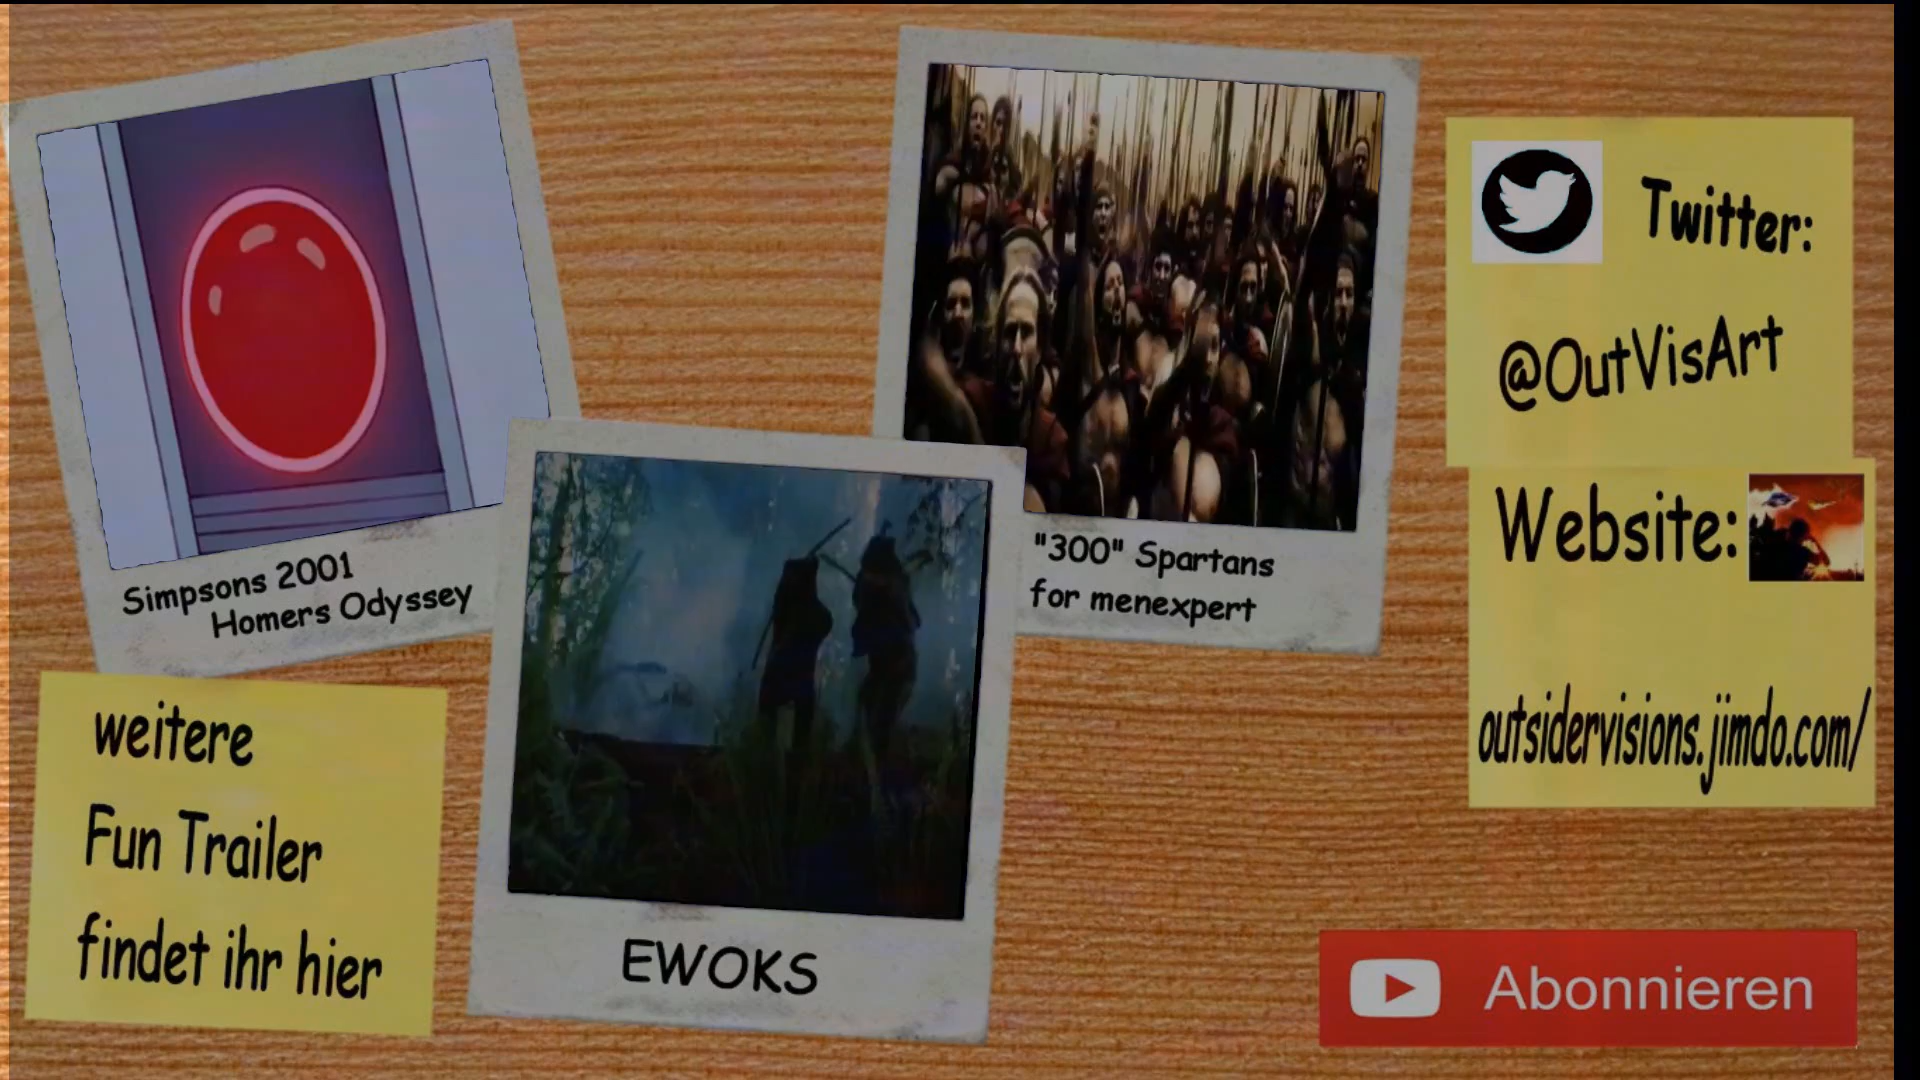 Simpsons 2001
Homers Odyssey
"300" Spartans
for menexpert
EWOKS
Twitter:
@OutVisArt
Website:
outsidervisions.jimdo.com/
weitere
Fun Trailer
findet ihr hier
Abonnieren